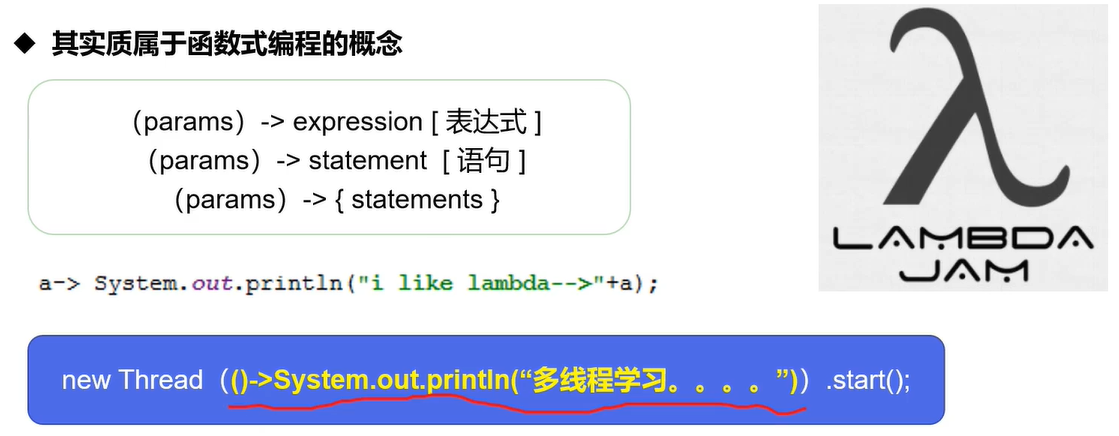 ◆ 其实质属于函数式编程的概念
（params）-> expression [ 表达式 ]
（params）-> statement [ 语句 ]
（params）-> { statements }
a-> System.out.println("i like lambda-->"+a);
new Thread（()->System.out.println(“多线程学习。。。。”)）.start();
λ
LAMBDA
JAM